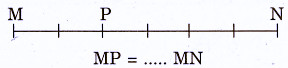 M P N
MP = ..... MN